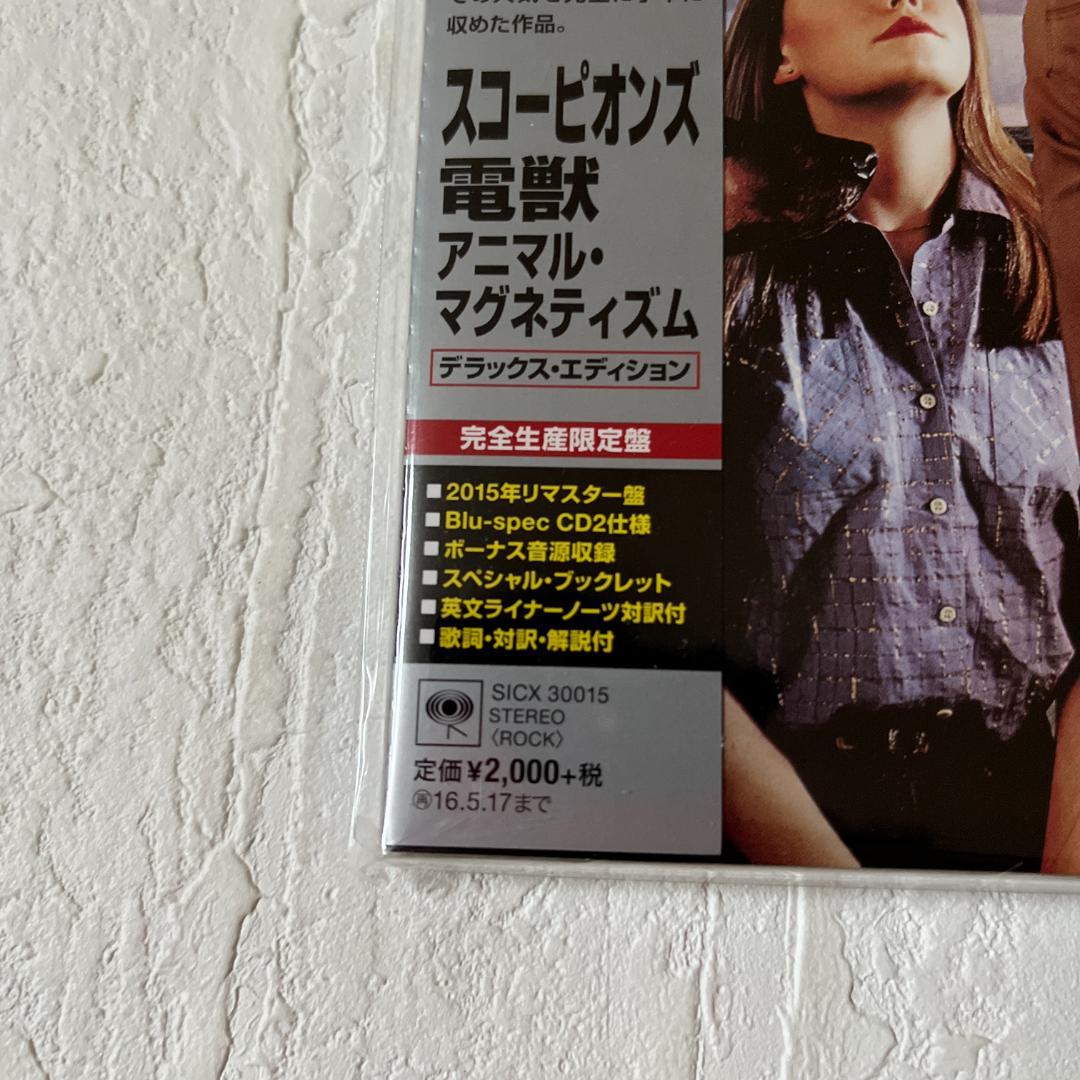 収めた作品。
スコーピオンズ
電獣
アニマル・
マグネティズム
デラックス・エディション
完全生産限定盤
■2015年リマスター盤
■Blu-spec CD2仕様
■ボーナス音源収録
■スペシャル・ブックレット
■英文ライナーノーツ対訳付
■歌詞・対訳・解説付
SICX 30015
STEREO
〈ROCK〉
定価¥2,000+税
㊢16.5.17まで